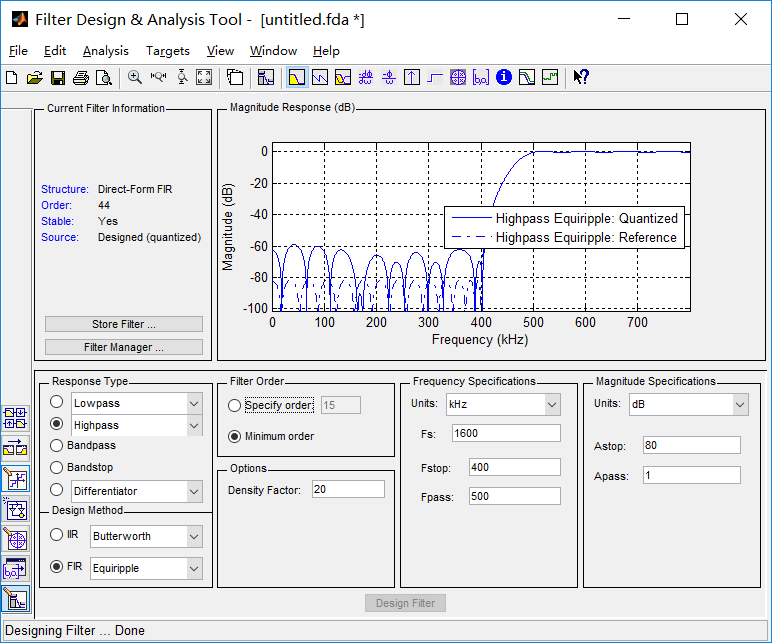 Filter Design & Analysis Tool -  [untitled.fda *]
File Edit Analysis Targets View Window Help
Current Filter Information
Structure: Direct-Form FIR
Order: 44
Stable: Yes
Source: Designed (quantized)
Store Filter ...
Filter Manager ...
Magnitude Response (dB)
0
-20
-40
-60
-80
-100
Magnitude (dB)
Highpass Equiripple: Quantized
Highpass Equiripple: Reference
0 100 200 300 400 500 600 700
Frequency (kHz)
Response Type
Lowpass
Highpass
Bandpass
Bandstop
Differentiator
Design Method
IIR Butterworth
FIR Equiripple
Filter Order
Specify order: 15
Minimum order
Options
Density Factor: 20
Frequency Specifications
Units: kHz
Fs: 1600
Fstop: 400
Fpass: 500
Magnitude Specifications
Units: dB
Astop: 80
Apass: 1
Design Filter
Designing Filter ... Done